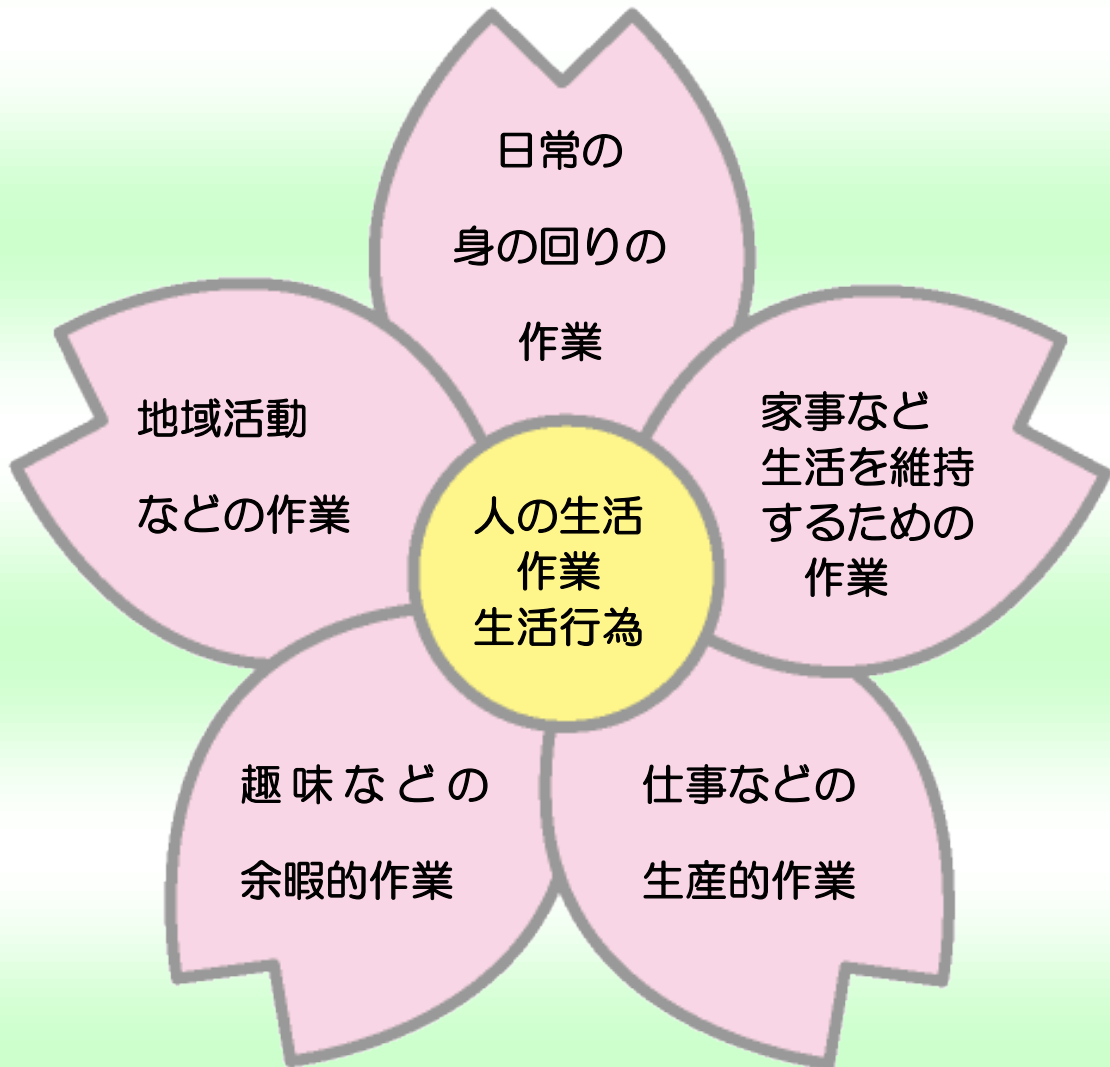 日常の
身の回りの
作業
家事など
生活を維持
するための
作業
仕事などの
生産的作業
趣味などの
余暇的作業
地域活動
などの作業
人の生活
作業
生活行為